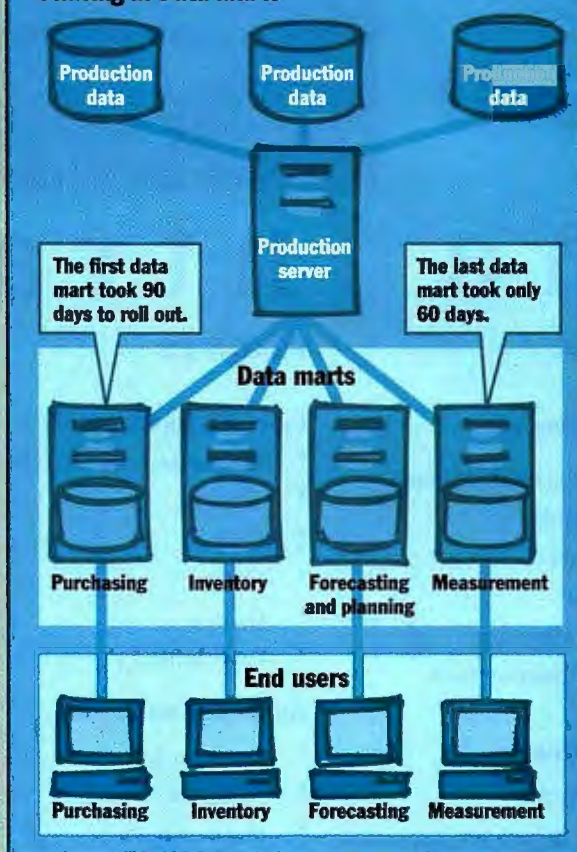 Production
data
Production
data
Production
data
Production
server
The first data
mart took 90
days to roll out.
The last data
mart took only
60 days.
Data marts
Purchasing
Inventory
Forecasting
and planning
Measurement
End users
Purchasing
Inventory
Forecasting
Measurement